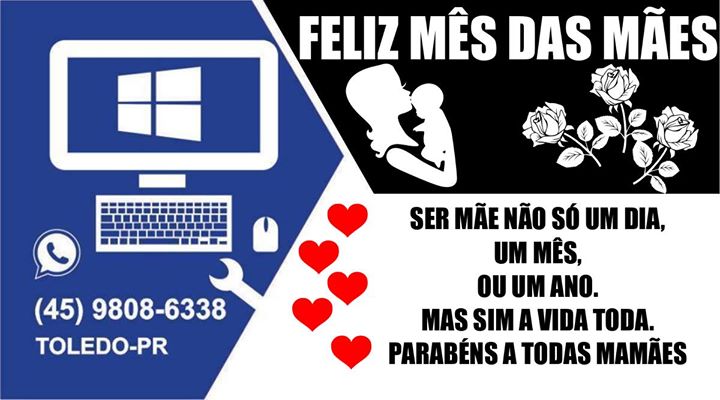 FELIZ MÊS DAS MÃES
SER MÃE NÃO SÓ UM DIA,
UM MÊS,
OU UM ANO.
MAS SIM A VIDA TODA.
PARABÉNS A TODAS MAMÃES
(45) 9808-6338
TOLEDO-PR